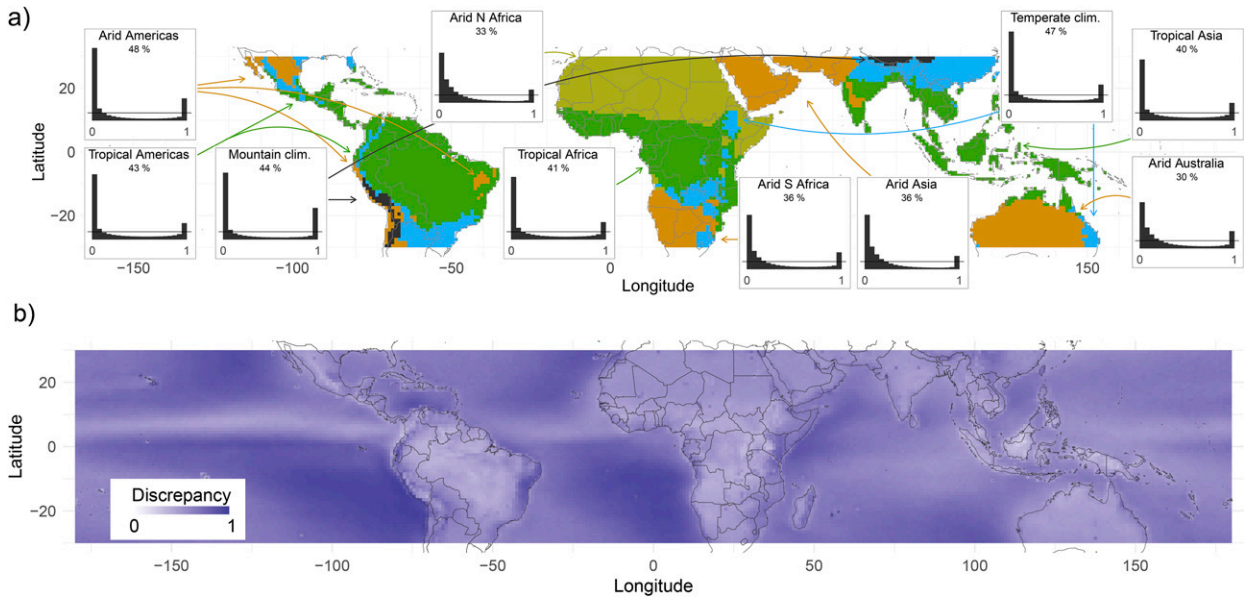 a)
Arid Americas
48 %
0 1
Arid N Africa
33 %
0 1
Temperate clim.
47 %
0 1
Tropical Asia
40 %
0 1
Tropical Americas
43 %
0 1
Mountain clim.
44 %
0 1
Tropical Africa
41 %
0 1
Arid S Africa
36 %
0 1
Arid Asia
36 %
0 1
Arid Australia
30 %
0 1
Latitude
20
0
−20
−150 −100 −50 0 150
Longitude
b)
Latitude
20
0
−20
Discrepancy
0 1
−150 −100 −50 0 50 100 150
Longitude